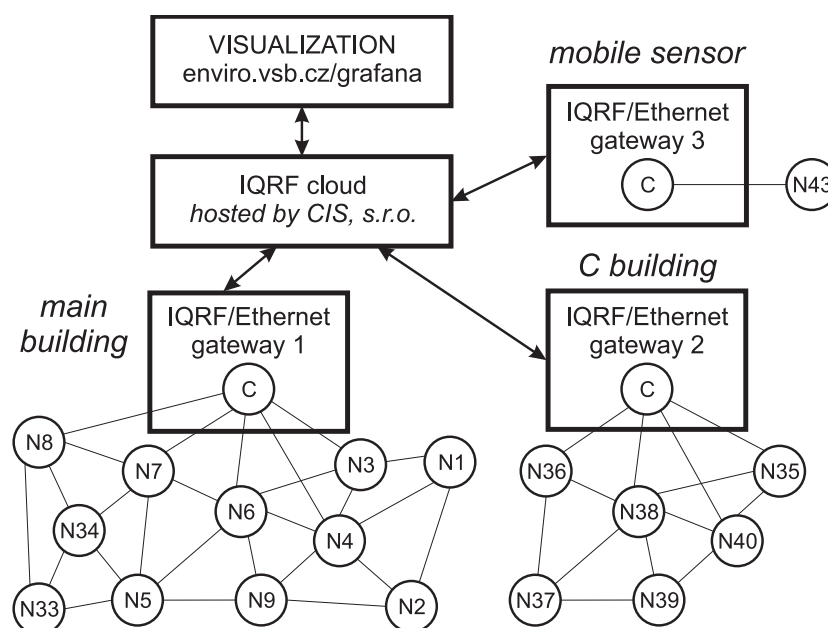 VISUALIZATION
enviro.vsb.cz/grafana
mobile sensor
IQRF/Ethernet
gateway 3
C
N43
IQRF cloud
hosted by CIS, s.r.o.
C building
main
building
IQRF/Ethernet
gateway 1
C
IQRF/Ethernet
gateway 2
C
N8
N7
N3
N1
N34
N6
N4
N33
N5
N9
N2
N36
N35
N38
N40
N37
N39